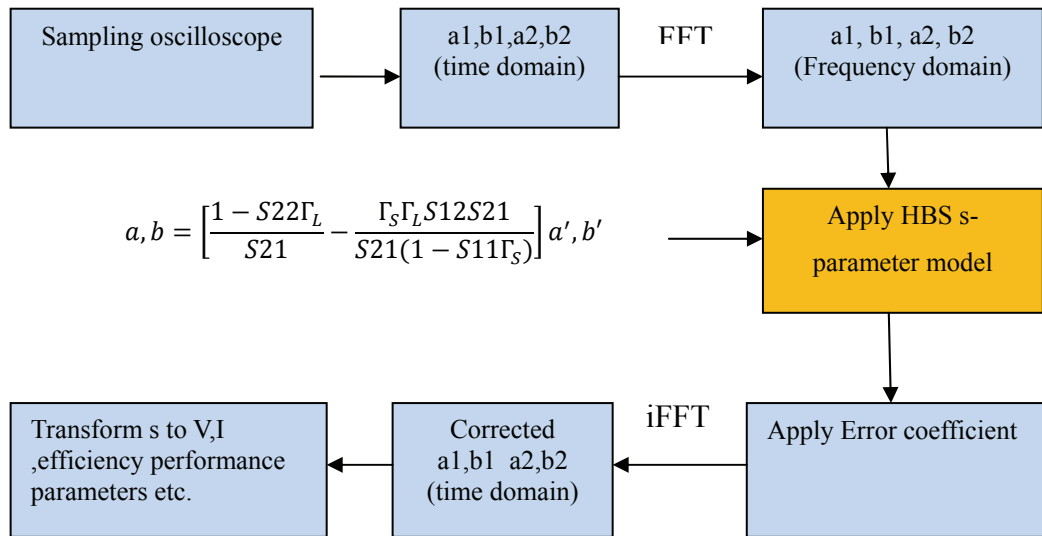 Sampling oscilloscope
a1,b1,a2,b2
(time domain)
FFT
a1, b1, a2, b2
(Frequency domain)
a, b = [ (1 − S22Γ_L)/S21 − (Γ_SΓ_L S12S21)/(S21(1 − S11Γ_S)) ] a′, b′
Apply HBS s-
parameter model
Transform s to V,I
,efficiency performance
parameters etc.
Corrected
a1,b1 a2,b2
(time domain)
iFFT
Apply Error coefficient